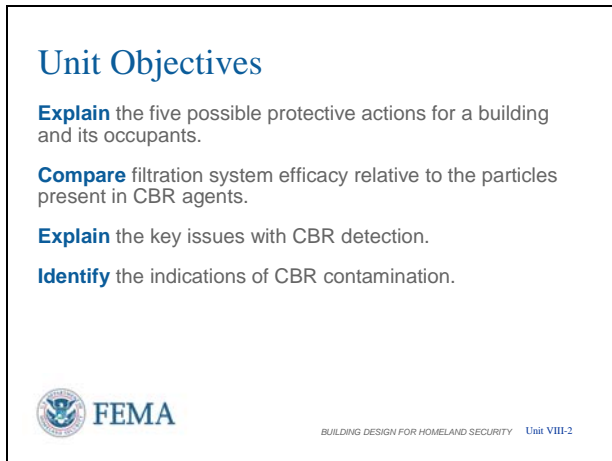 Unit Objectives
Explain the five possible protective actions for a building
and its occupants.
Compare filtration system efficacy relative to the particles
present in CBR agents.
Explain the key issues with CBR detection.
Identify the indications of CBR contamination.
FEMA
BUILDING DESIGN FOR HOMELAND SECURITY Unit VIII-2